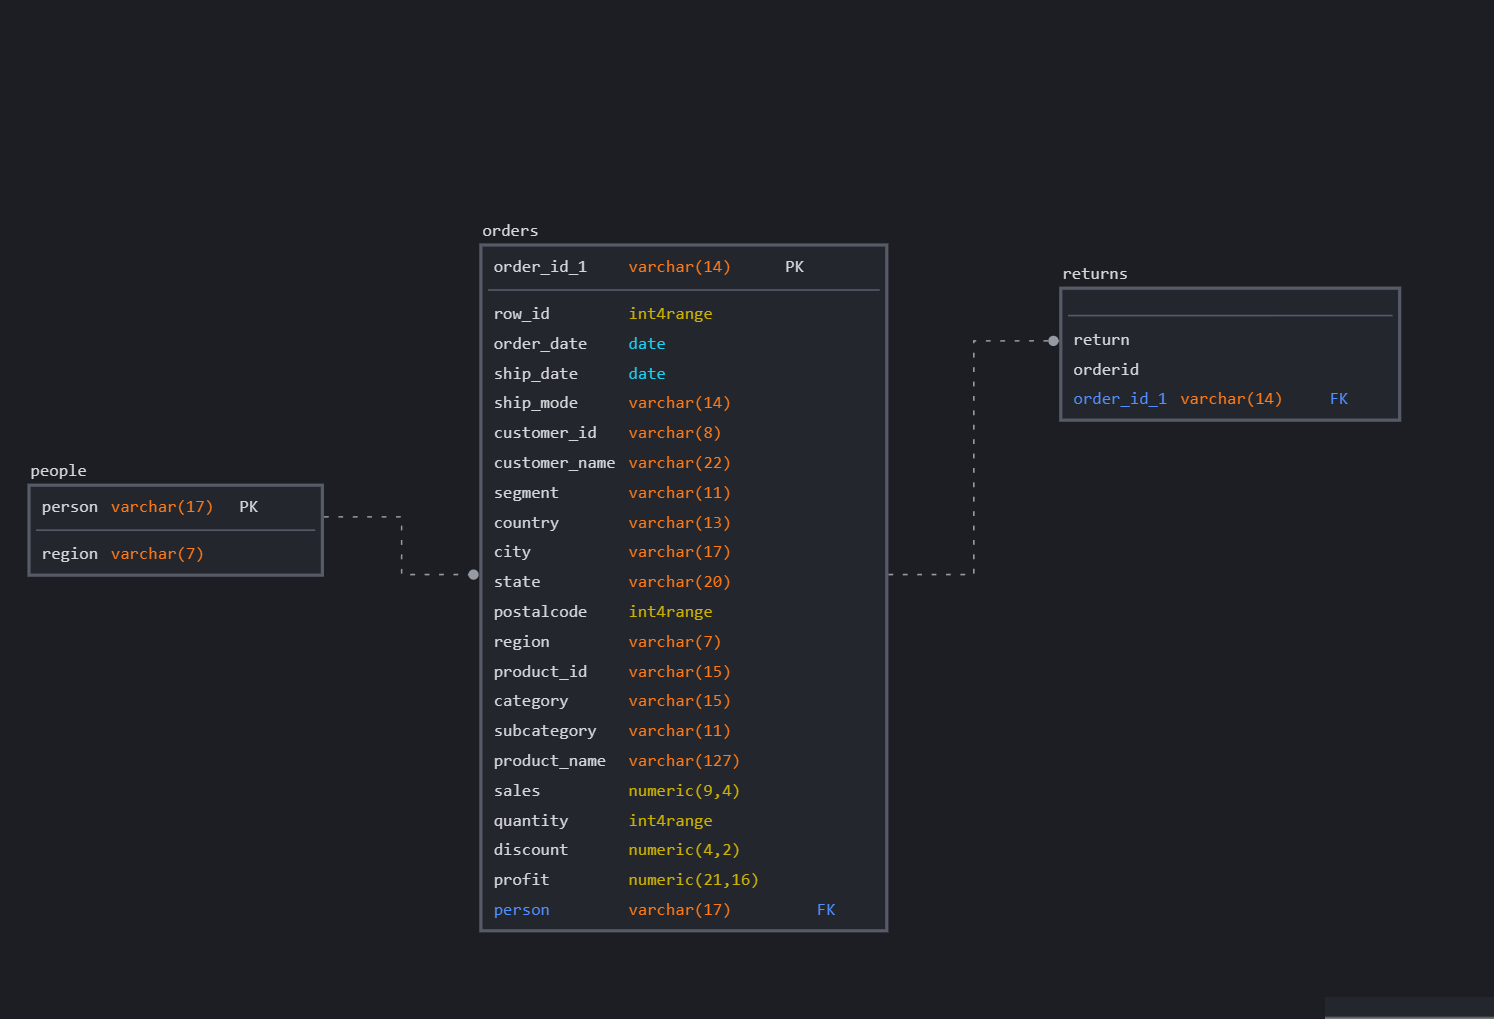 people
person varchar(17) PK
region varchar(7)
orders
order_id_1 varchar(14) PK
row_id int4range
order_date date
ship_date date
ship_mode varchar(14)
customer_id varchar(8)
customer_name varchar(22)
segment varchar(11)
country varchar(13)
city varchar(17)
state varchar(20)
postalcode int4range
region varchar(7)
product_id varchar(15)
category varchar(15)
subcategory varchar(11)
product_name varchar(127)
sales numeric(9,4)
quantity int4range
discount numeric(4,2)
profit numeric(21,16)
person varchar(17) FK
returns
return
orderid
order_id_1 varchar(14) FK